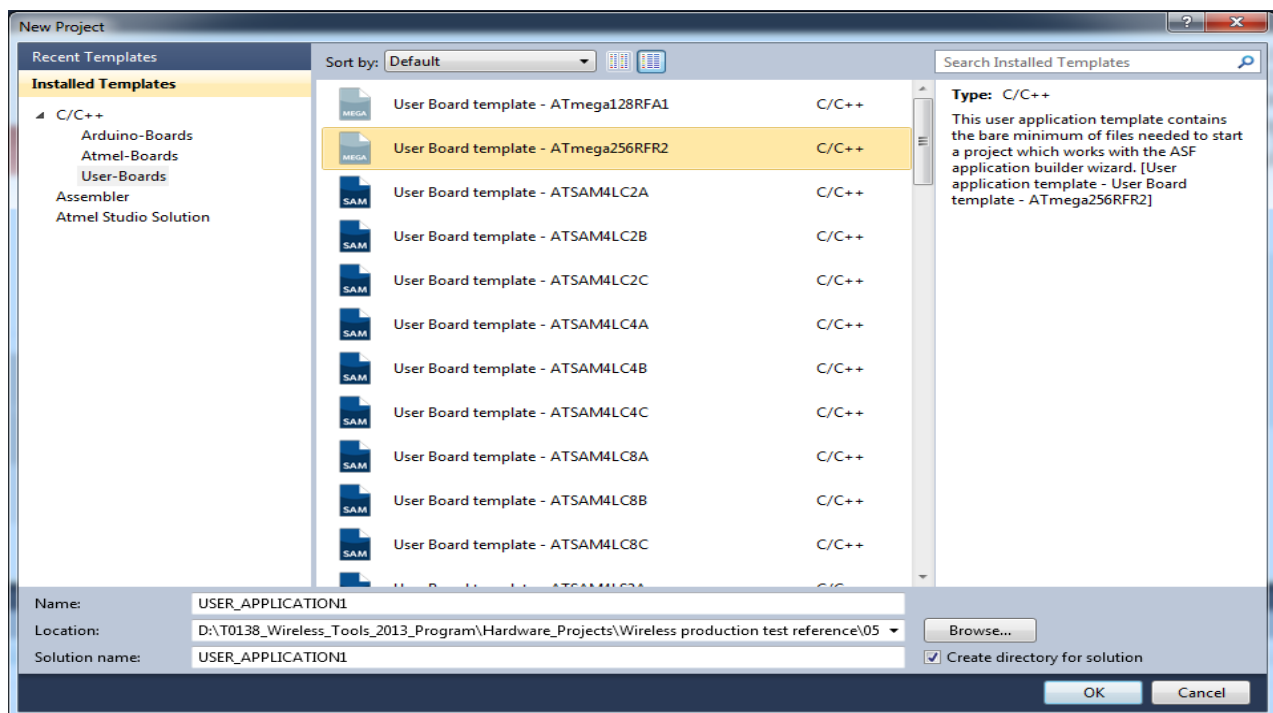 New Project
Recent Templates
Installed Templates
C/C++
Arduino-Boards
Atmel-Boards
User-Boards
Assembler
Atmel Studio Solution
Sort by: Default
MEGA User Board template - ATmega128RFA1 C/C++
MEGA User Board template - ATmega256RFR2 C/C++
SAM User Board template - ATSAM4LC2A C/C++
SAM User Board template - ATSAM4LC2B C/C++
SAM User Board template - ATSAM4LC2C C/C++
SAM User Board template - ATSAM4LC4A C/C++
SAM User Board template - ATSAM4LC4B C/C++
SAM User Board template - ATSAM4LC4C C/C++
SAM User Board template - ATSAM4LC8A C/C++
SAM User Board template - ATSAM4LC8B C/C++
SAM User Board template - ATSAM4LC8C C/C++
Search Installed Templates
Type: C/C++
This user application template contains
the bare minimum of files needed to start
a project which works with the ASF
application builder wizard. [User
application template - User Board
template - ATmega256RFR2]
Name: USER_APPLICATION1
Location: D:\T0138_Wireless_Tools_2013_Program\Hardware_Projects\Wireless production test reference\05
Browse...
Solution name: USER_APPLICATION1
Create directory for solution
OK Cancel